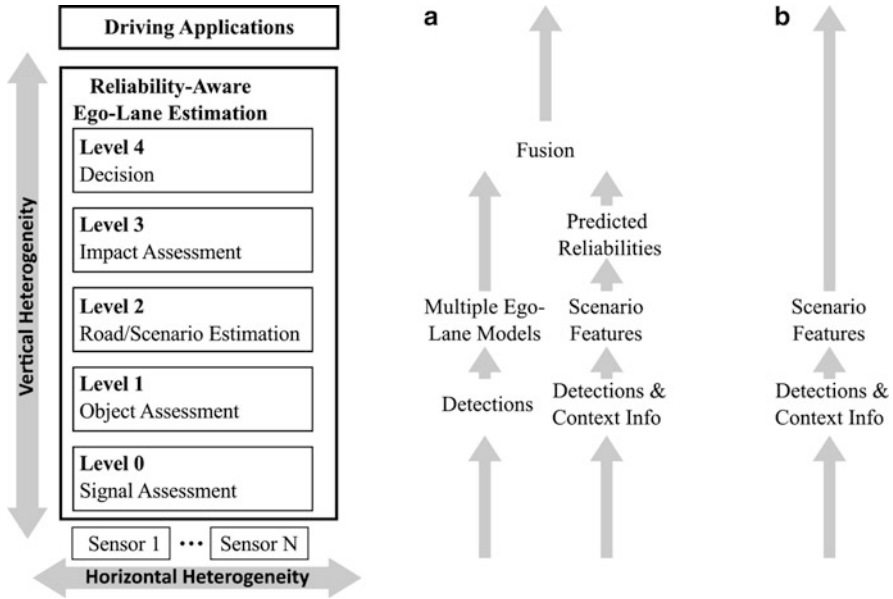 Driving Applications
Reliability-Aware
Ego-Lane Estimation
Level 4
Decision
Level 3
Impact Assessment
Level 2
Road/Scenario Estimation
Level 1
Object Assessment
Level 0
Signal Assessment
Sensor 1
•••
Sensor N
Vertical Heterogeneity
Horizontal Heterogeneity
a
Fusion
Predicted
Reliabilities
Multiple Ego-
Lane Models
Scenario
Features
Detections
Detections &
Context Info
b
Scenario
Features
Detections &
Context Info